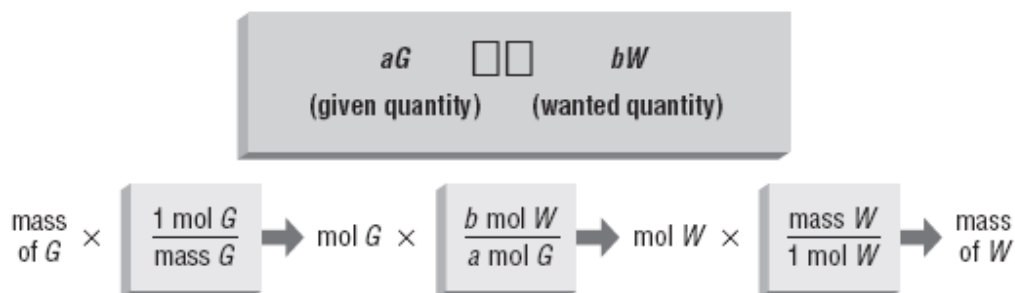 aG □□ bW
(given quantity) (wanted quantity)
mass of G × 1 mol G / mass G → mol G × b mol W / a mol G → mol W × mass W / 1 mol W → mass of W